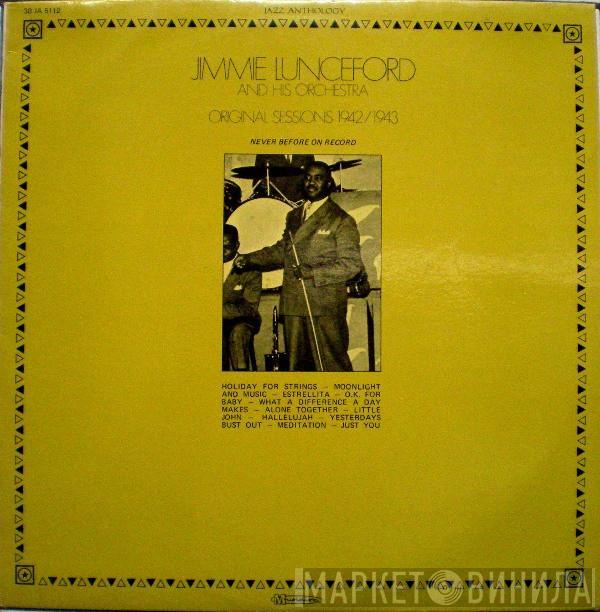 30 JA 5112
JAZZ ANTHOLOGY
JIMMIE LUNCEFORD
AND HIS ORCHESTRA
ORIGINAL SESSIONS 1942/1943
NEVER BEFORE ON RECORD
HOLIDAY FOR STRINGS – MOONLIGHT
AND MUSIC – ESTRELLITA – O.K. FOR
BABY – WHAT A DIFFERENCE A DAY
MAKES – ALONE TOGETHER – LITTLE
JOHN – HALLELUJAH – YESTERDAYS
BUST OUT – MEDITATION – JUST YOU
МАРКЕТ ВИНИЛА